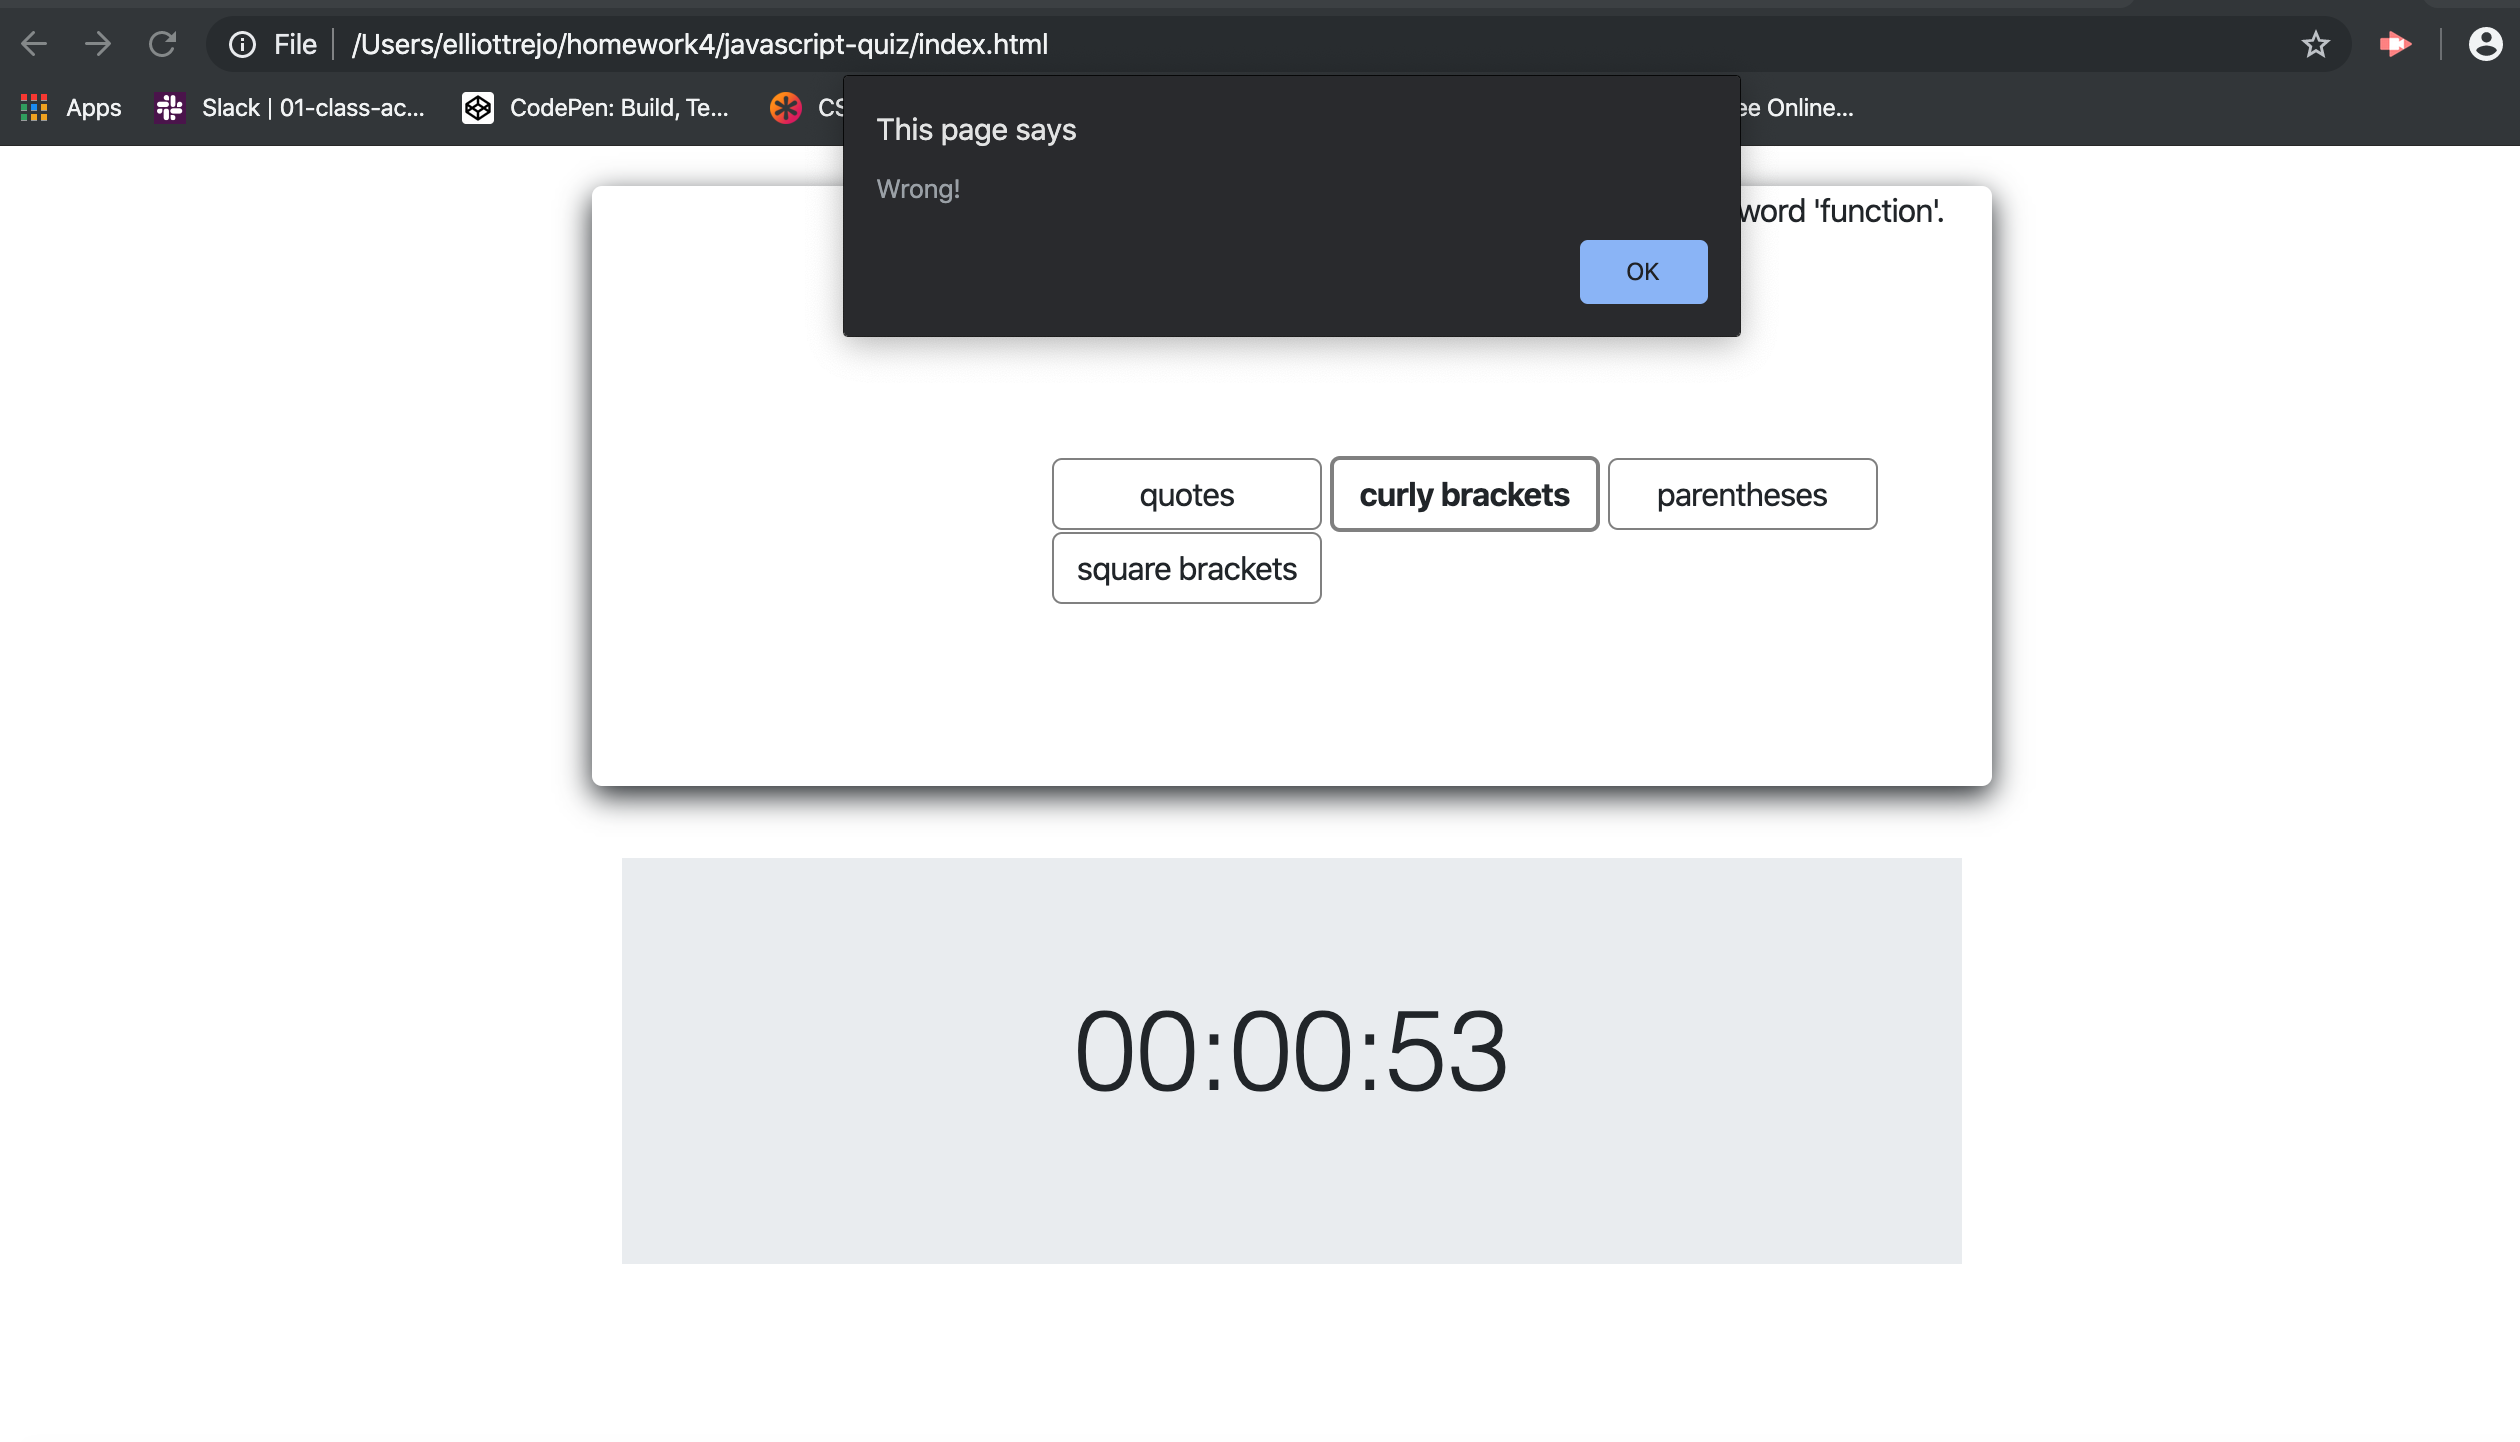 File /Users/elliottrejo/homework4/javascript-quiz/index.html
Apps Slack | 01-class-ac... CodePen: Build, Te... CS ee Online...
This page says
Wrong!
OK
word 'function'.
quotes curly brackets parentheses
square brackets
00:00:53